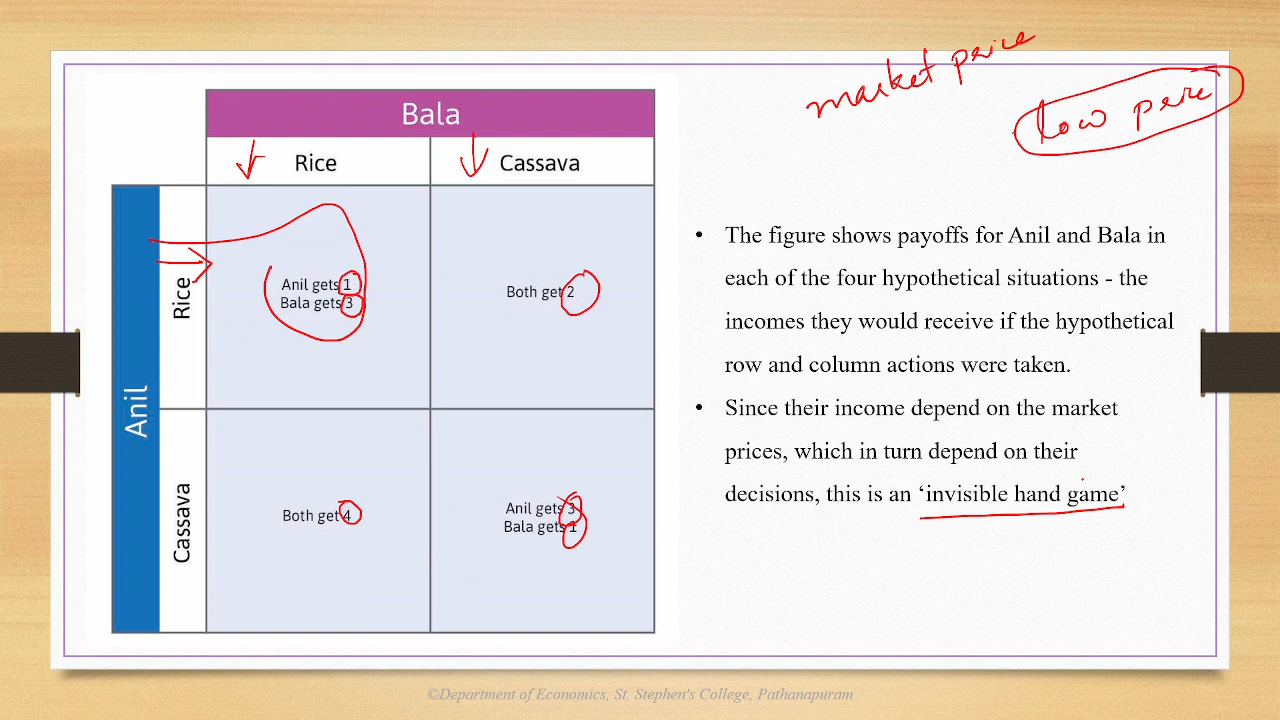 market price
low price
Bala
Rice
Cassava
Anil
Rice
Anil gets 1
Bala gets 3
Both get 2
Cassava
Both get 4
Anil gets 3
Bala gets 1
• The figure shows payoffs for Anil and Bala in
each of the four hypothetical situations - the
incomes they would receive if the hypothetical
row and column actions were taken.
• Since their income depend on the market
prices, which in turn depend on their
decisions, this is an ‘invisible hand game’
©Department of Economics, St. Stephen's College, Pathanapuram